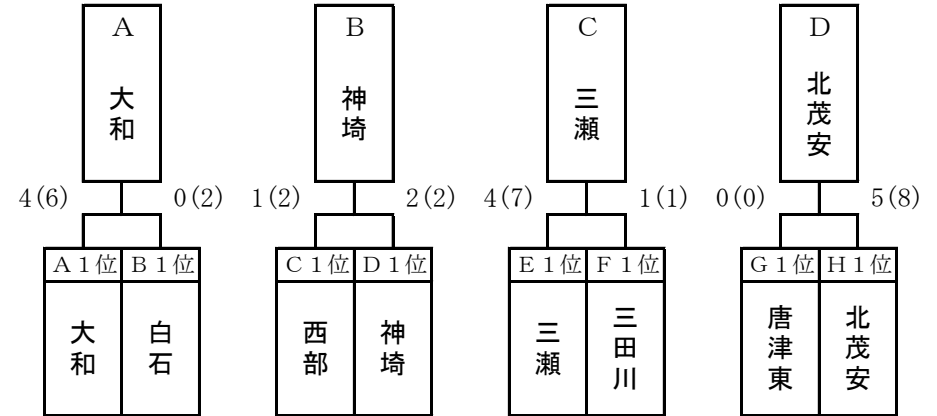 A B C D
大和 神埼 三瀬 北茂安
4(6) 0(2) 1(2) 2(2) 4(7) 1(1) 0(0) 5(8)
A1位 B1位 C1位 D1位 E1位 F1位 G1位 H1位
大和 白石 西部 神埼 三瀬 三田川 唐津東 北茂安